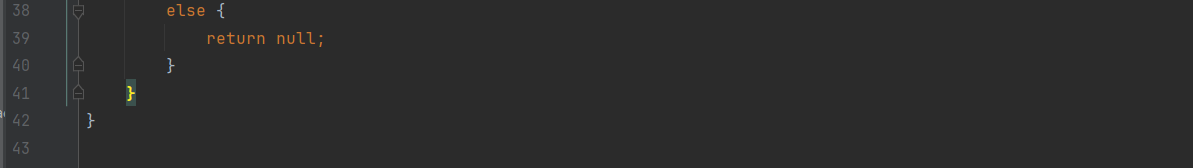 38 else {
39 return null;
40 }
41 }
42 }
43